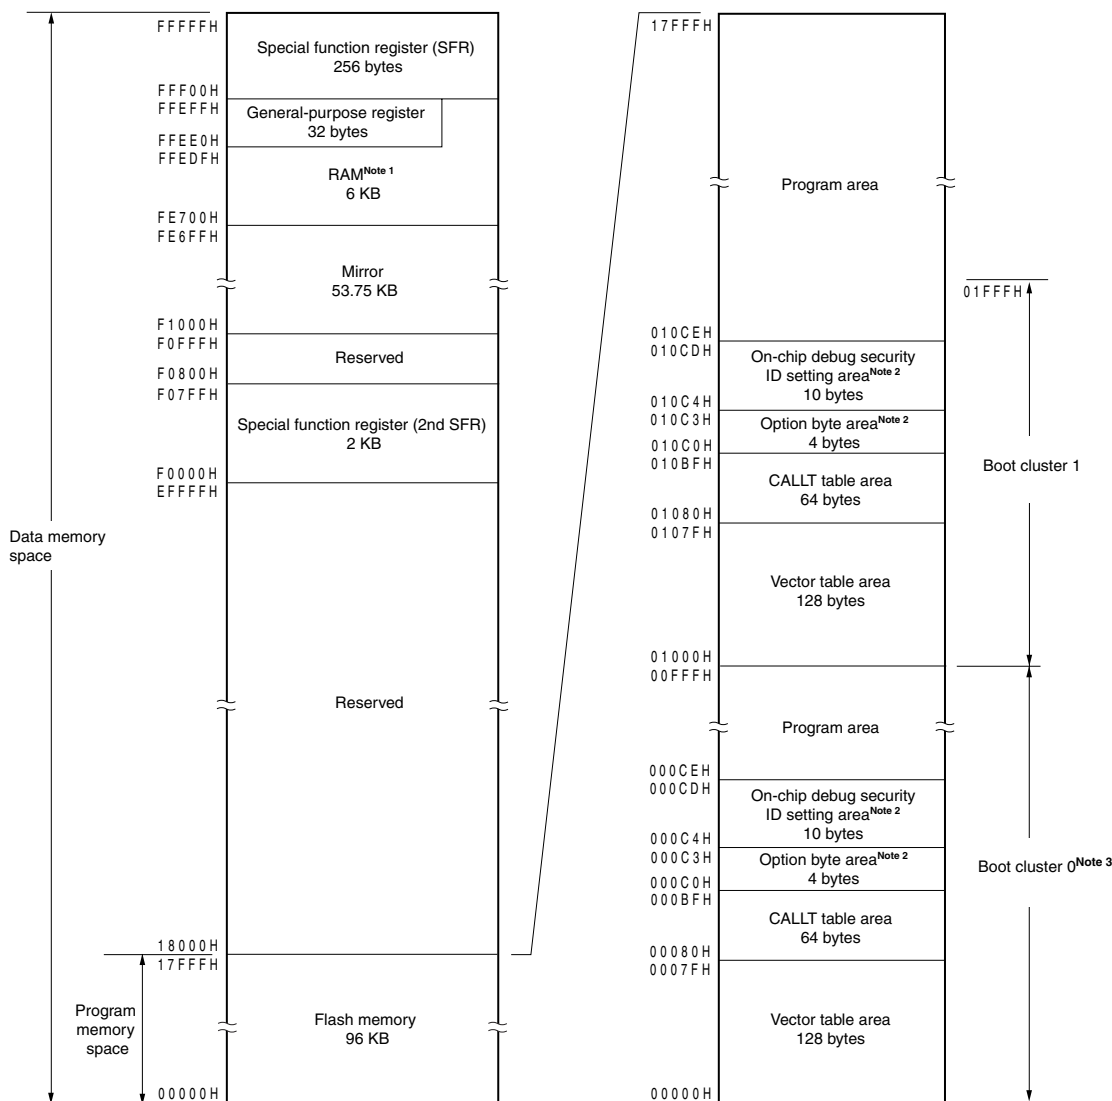 FFFFFH
Special function register (SFR)
256 bytes
FFF00H
FFEFFH
General-purpose register
32 bytes
FFEE0H
FFEDFH
RAMNote 1
6 KB
FE700H
FE6FFH
Mirror
53.75 KB
F1000H
F0FFFH
Reserved
F0800H
F07FFH
Special function register (2nd SFR)
2 KB
F0000H
EFFFFH
Data memory
space
Reserved
18000H
17FFFH
Program
memory
space
Flash memory
96 KB
00000H
17FFFH
Program area
01FFFH
010CEH
010CDH
On-chip debug security
ID setting areaNote 2
10 bytes
010C4H
010C3H
Option byte areaNote 2
4 bytes
010C0H
010BFH
CALLT table area
64 bytes
Boot cluster 1
01080H
0107FH
Vector table area
128 bytes
01000H
00FFFH
Program area
000CEH
000CDH
On-chip debug security
ID setting areaNote 2
10 bytes
000C4H
000C3H
Option byte areaNote 2
4 bytes
Boot cluster 0Note 3
000C0H
000BFH
CALLT table area
64 bytes
00080H
0007FH
Vector table area
128 bytes
00000H